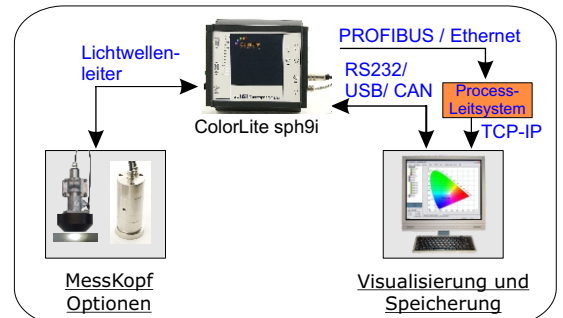 Lichtwellen-
leiter
PROFIBUS / Ethernet
RS232/
USB/ CAN
Process-
Leitsystem
TCP-IP
ColorLite sph9i
MessKopf
Optionen
Visualisierung und
Speicherung